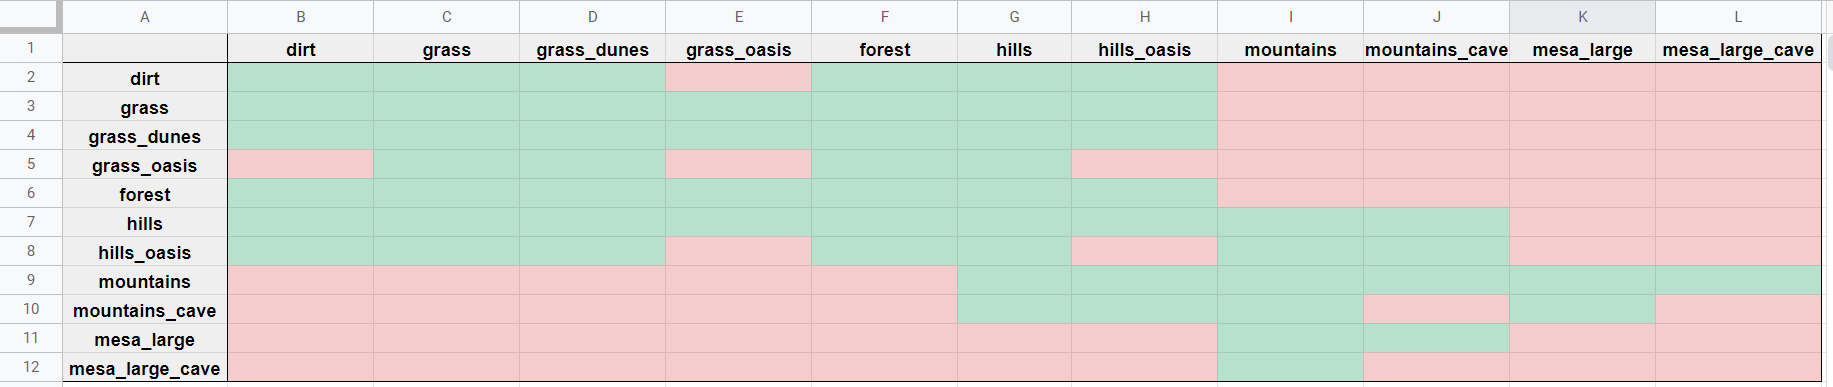 A B C D E F G H I J K L
1 dirt grass grass_dunes grass_oasis forest hills hills_oasis mountains mountains_cave mesa_large mesa_large_cave
2 dirt
3 grass
4 grass_dunes
5 grass_oasis
6 forest
7 hills
8 hills_oasis
9 mountains
10 mountains_cave
11 mesa_large
12 mesa_large_cave